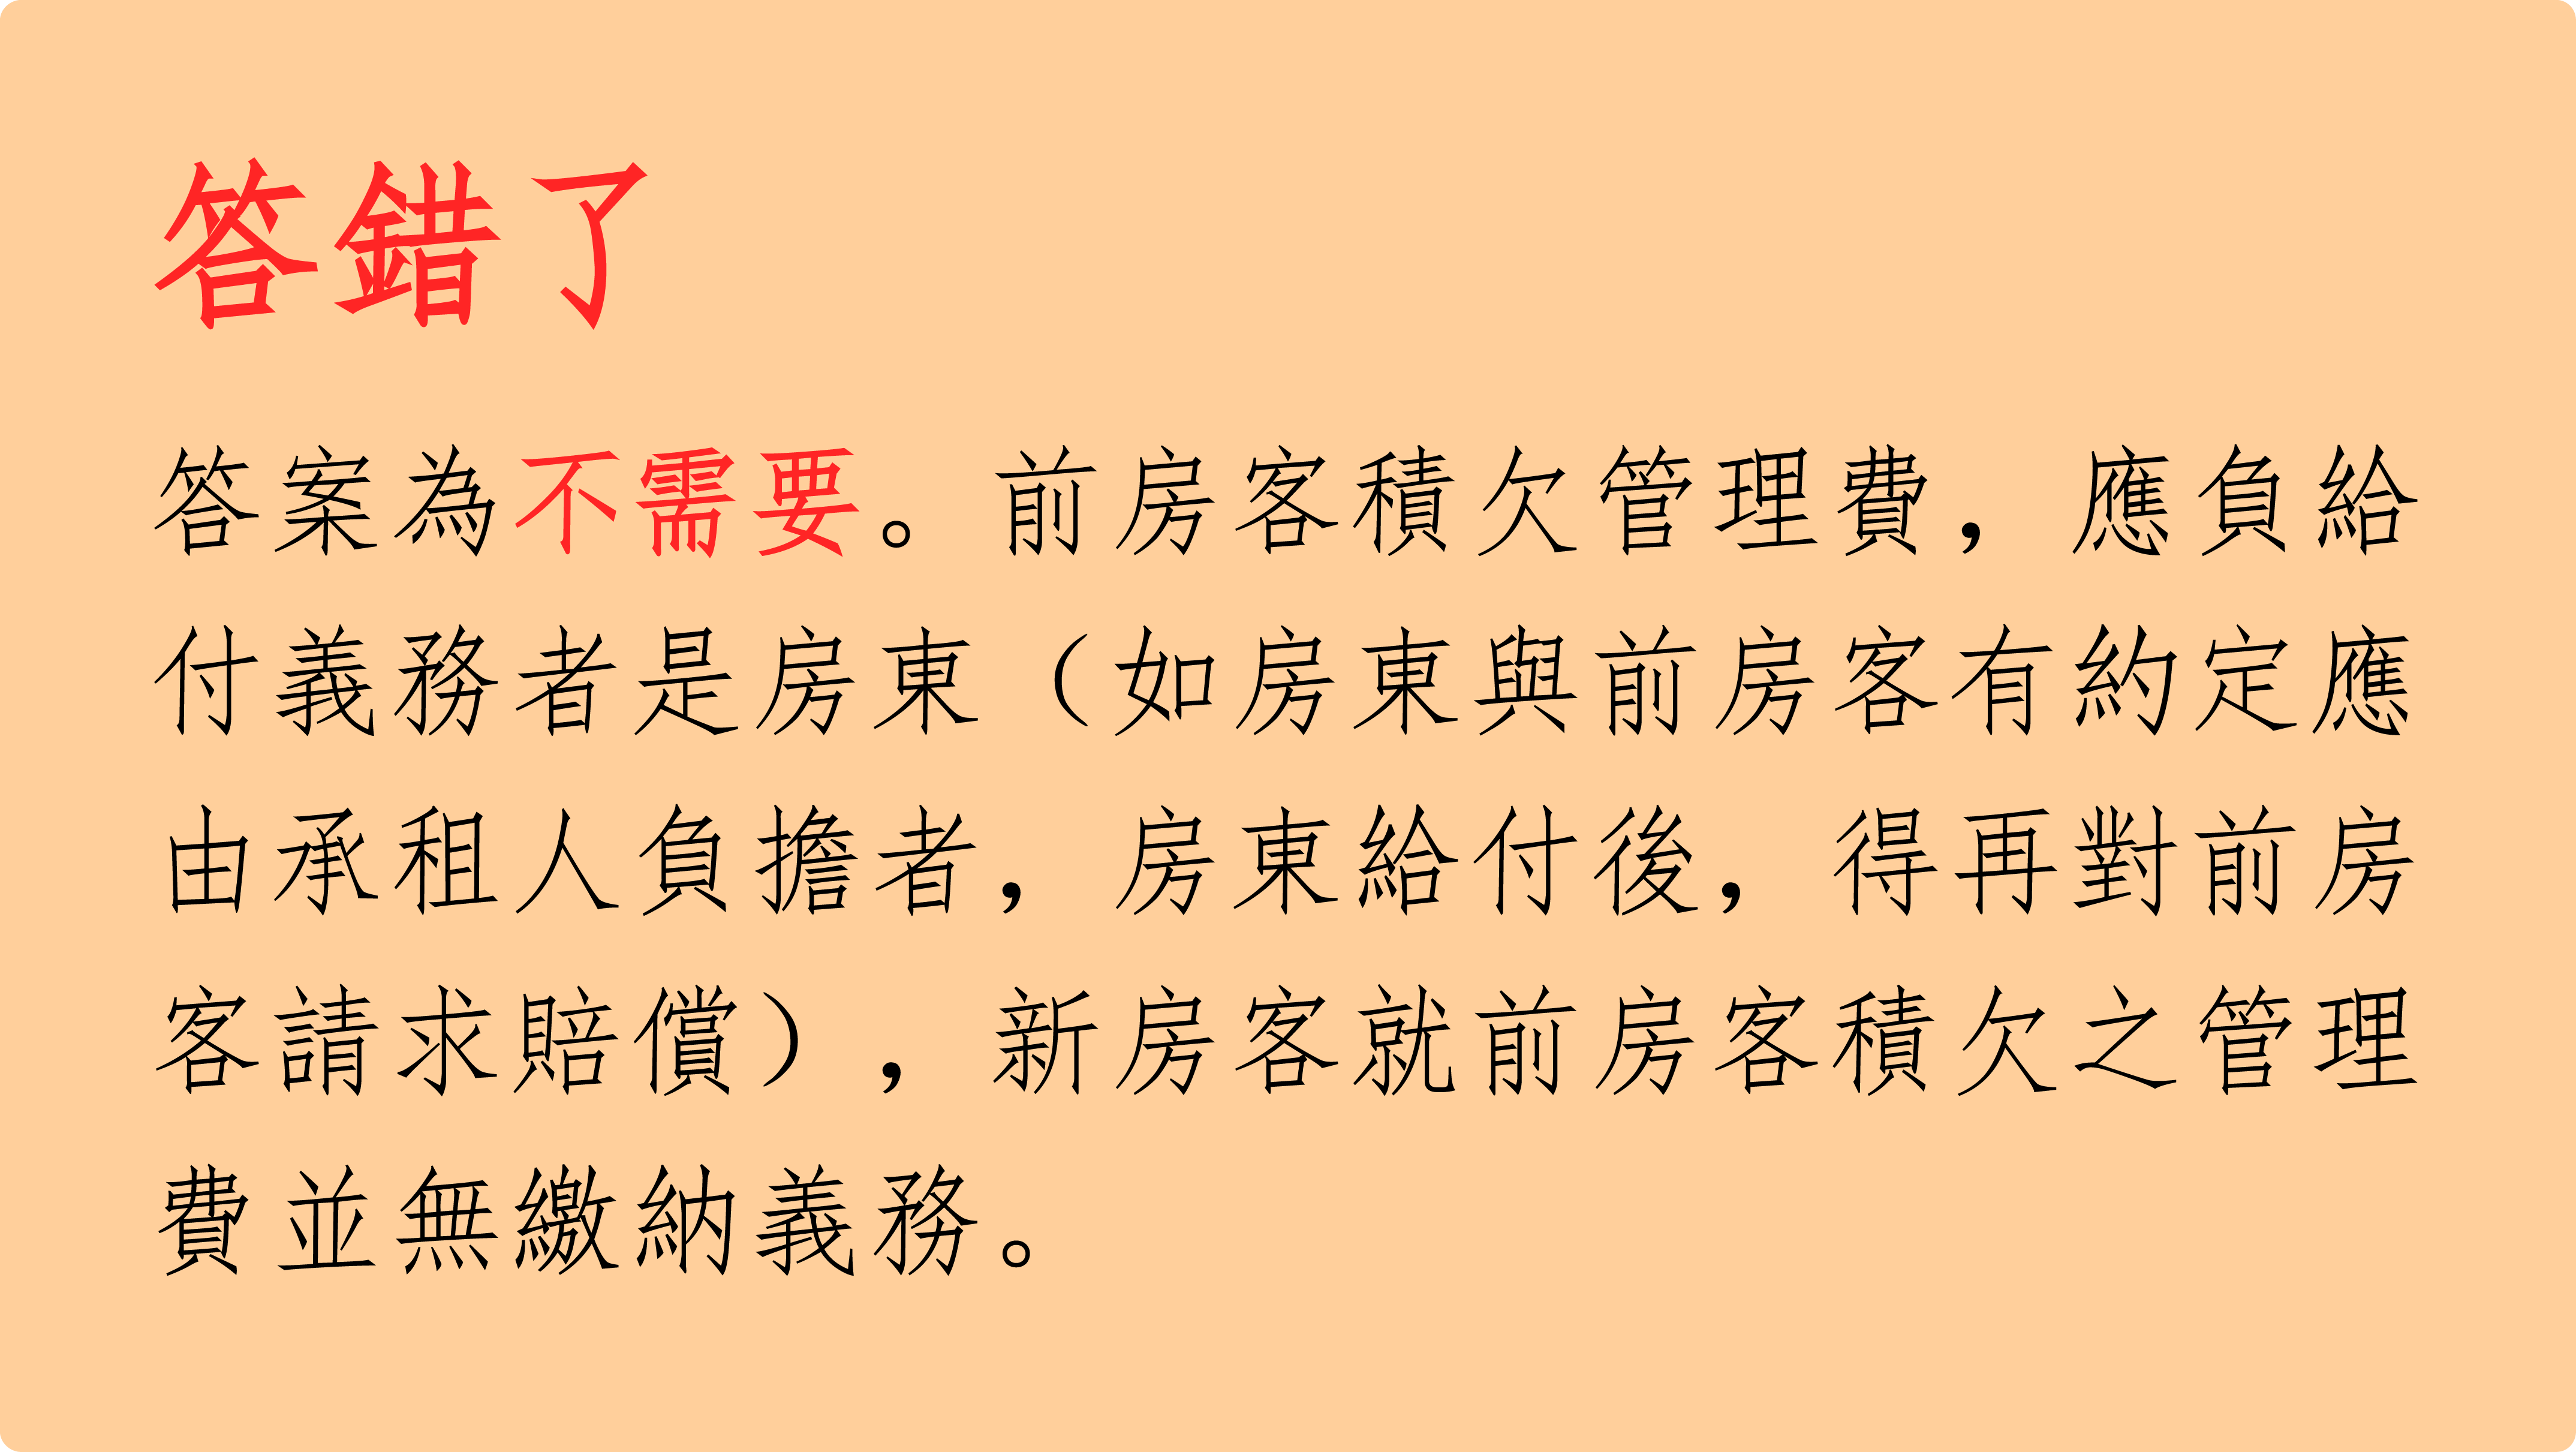 答錯了
答案為不需要。前房客積欠管理費，應負給
付義務者是房東（如房東與前房客有約定應
由承租人負擔者，房東給付後，得再對前房
客請求賠償），新房客就前房客積欠之管理
費並無繳納義務。